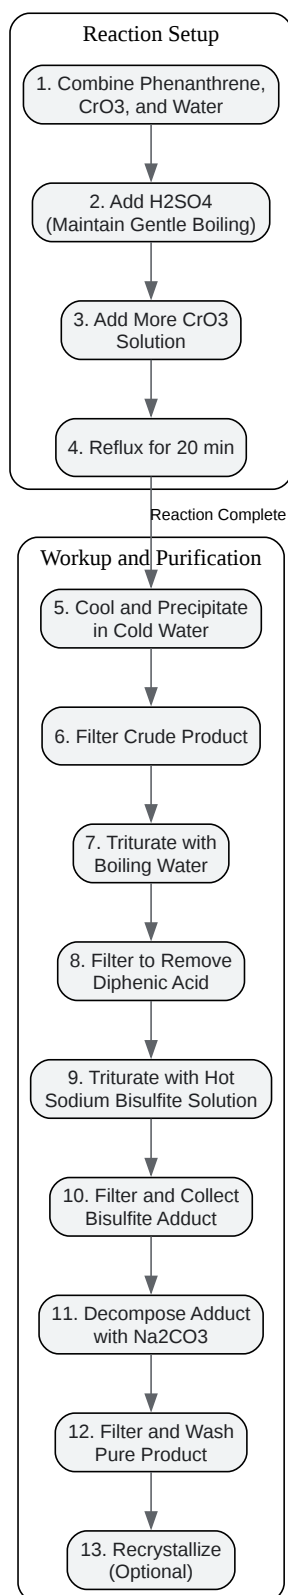 Reaction Setup
1. Combine Phenanthrene,
CrO3, and Water
2. Add H2SO4
(Maintain Gentle Boiling)
3. Add More CrO3
Solution
4. Reflux for 20 min
Reaction Complete
Workup and Purification
5. Cool and Precipitate
in Cold Water
6. Filter Crude Product
7. Triturate with
Boiling Water
8. Filter to Remove
Diphenic Acid
9. Triturate with Hot
Sodium Bisulfite Solution
10. Filter and Collect
Bisulfite Adduct
11. Decompose Adduct
with Na2CO3
12. Filter and Wash
Pure Product
13. Recrystallize
(Optional)